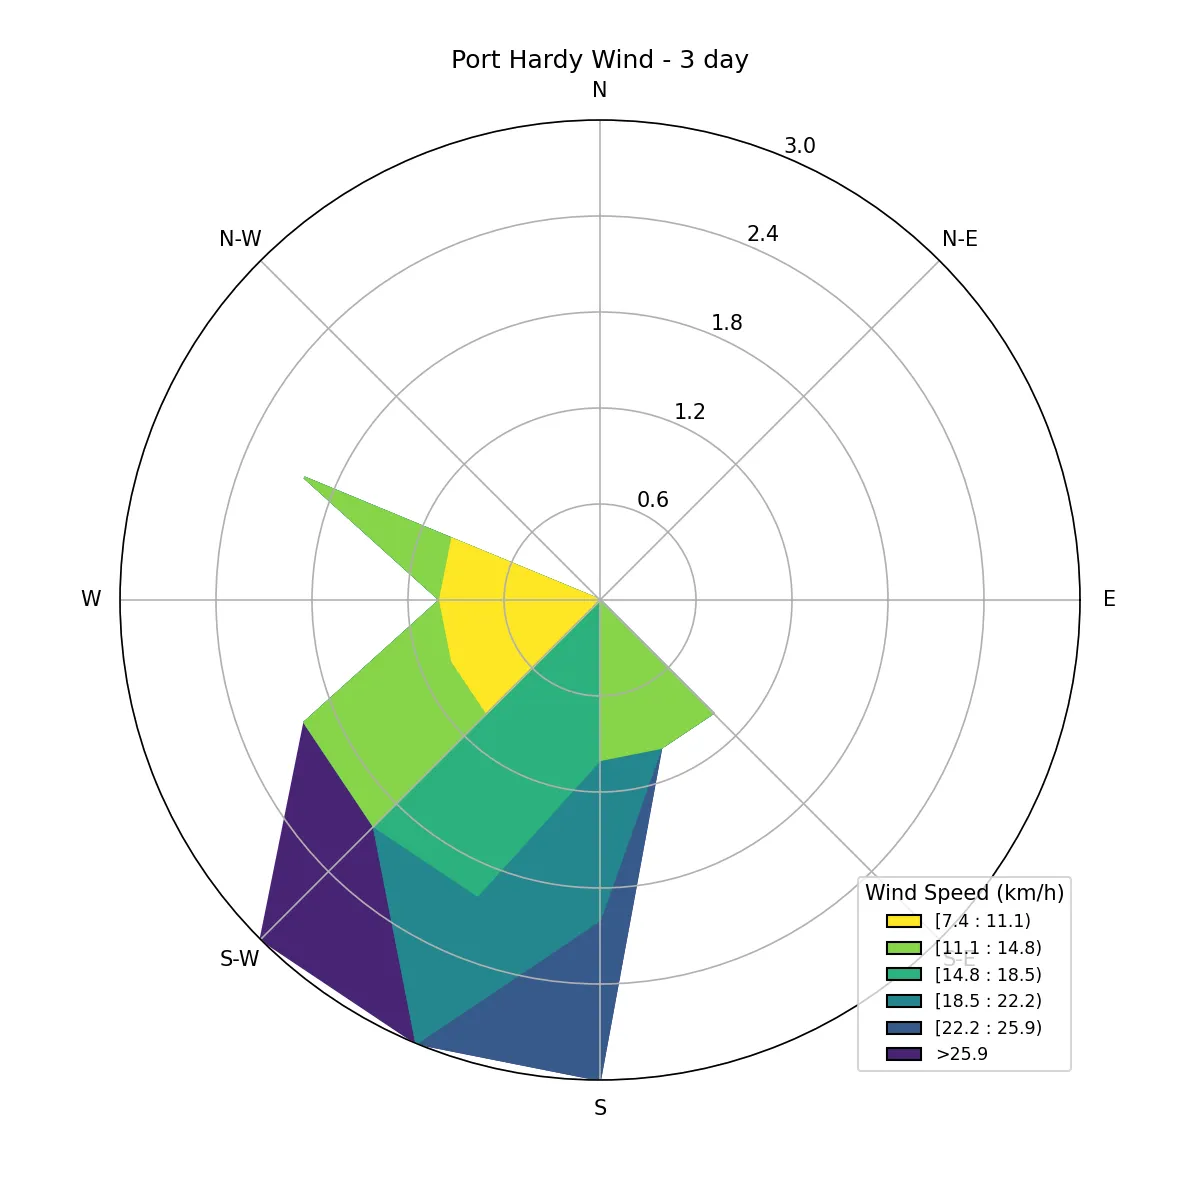 Port Hardy Wind - 3 day
N
3.0
N-W
2.4
N-E
1.8
1.2
0.6
W
E
Wind Speed (km/h)
[7.4 : 11.1)
[11.1 : 14.8)
S-W
S-E
[14.8 : 18.5)
[18.5 : 22.2)
[22.2 : 25.9)
>25.9
S